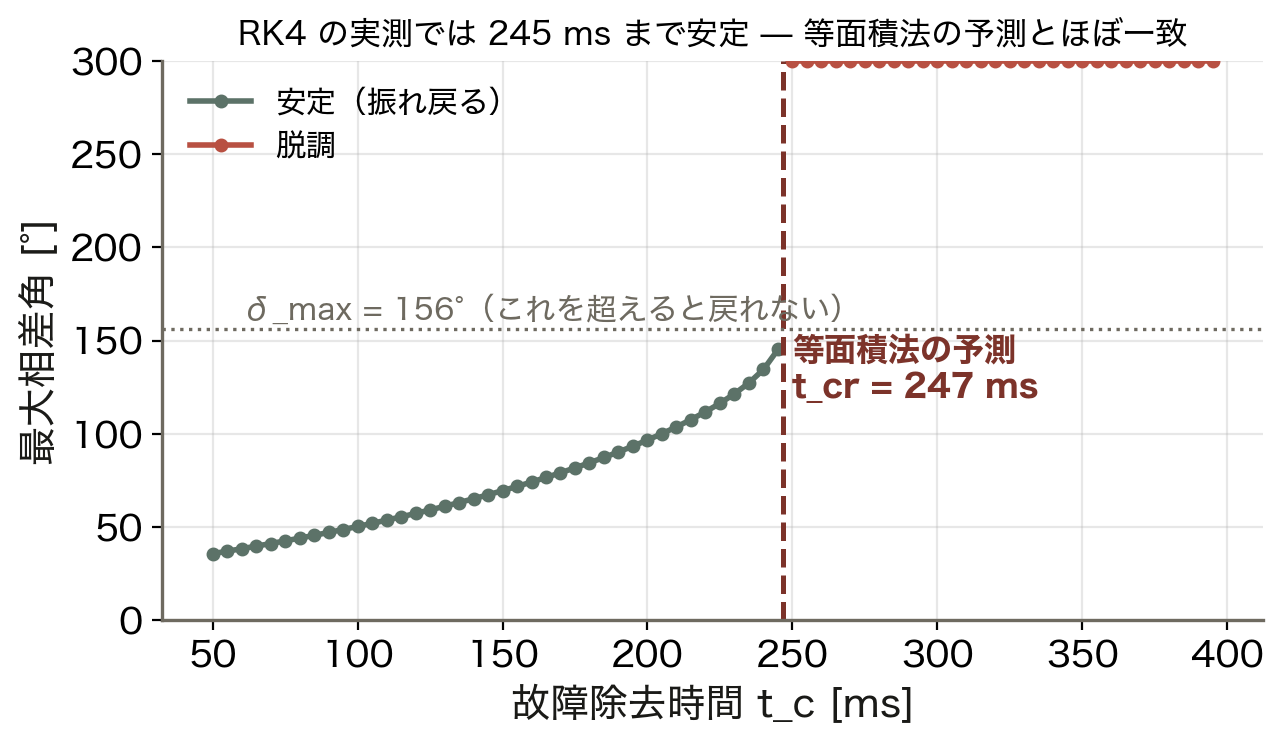 RK4 の実測では 245 ms まで安定 — 等面積法の予測とほぼ一致
300
250
200
150
100
50
0
最大相差角 [°]
安定（振れ戻る）
脱調
δ_max = 156°（これを超えると戻れない）
等面積法の予測
t_cr = 247 ms
50 100 150 200 250 300 350 400
故障除去時間 t_c [ms]